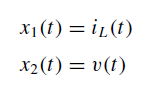 x₁(t) = i_L(t)
x₂(t) = v(t)